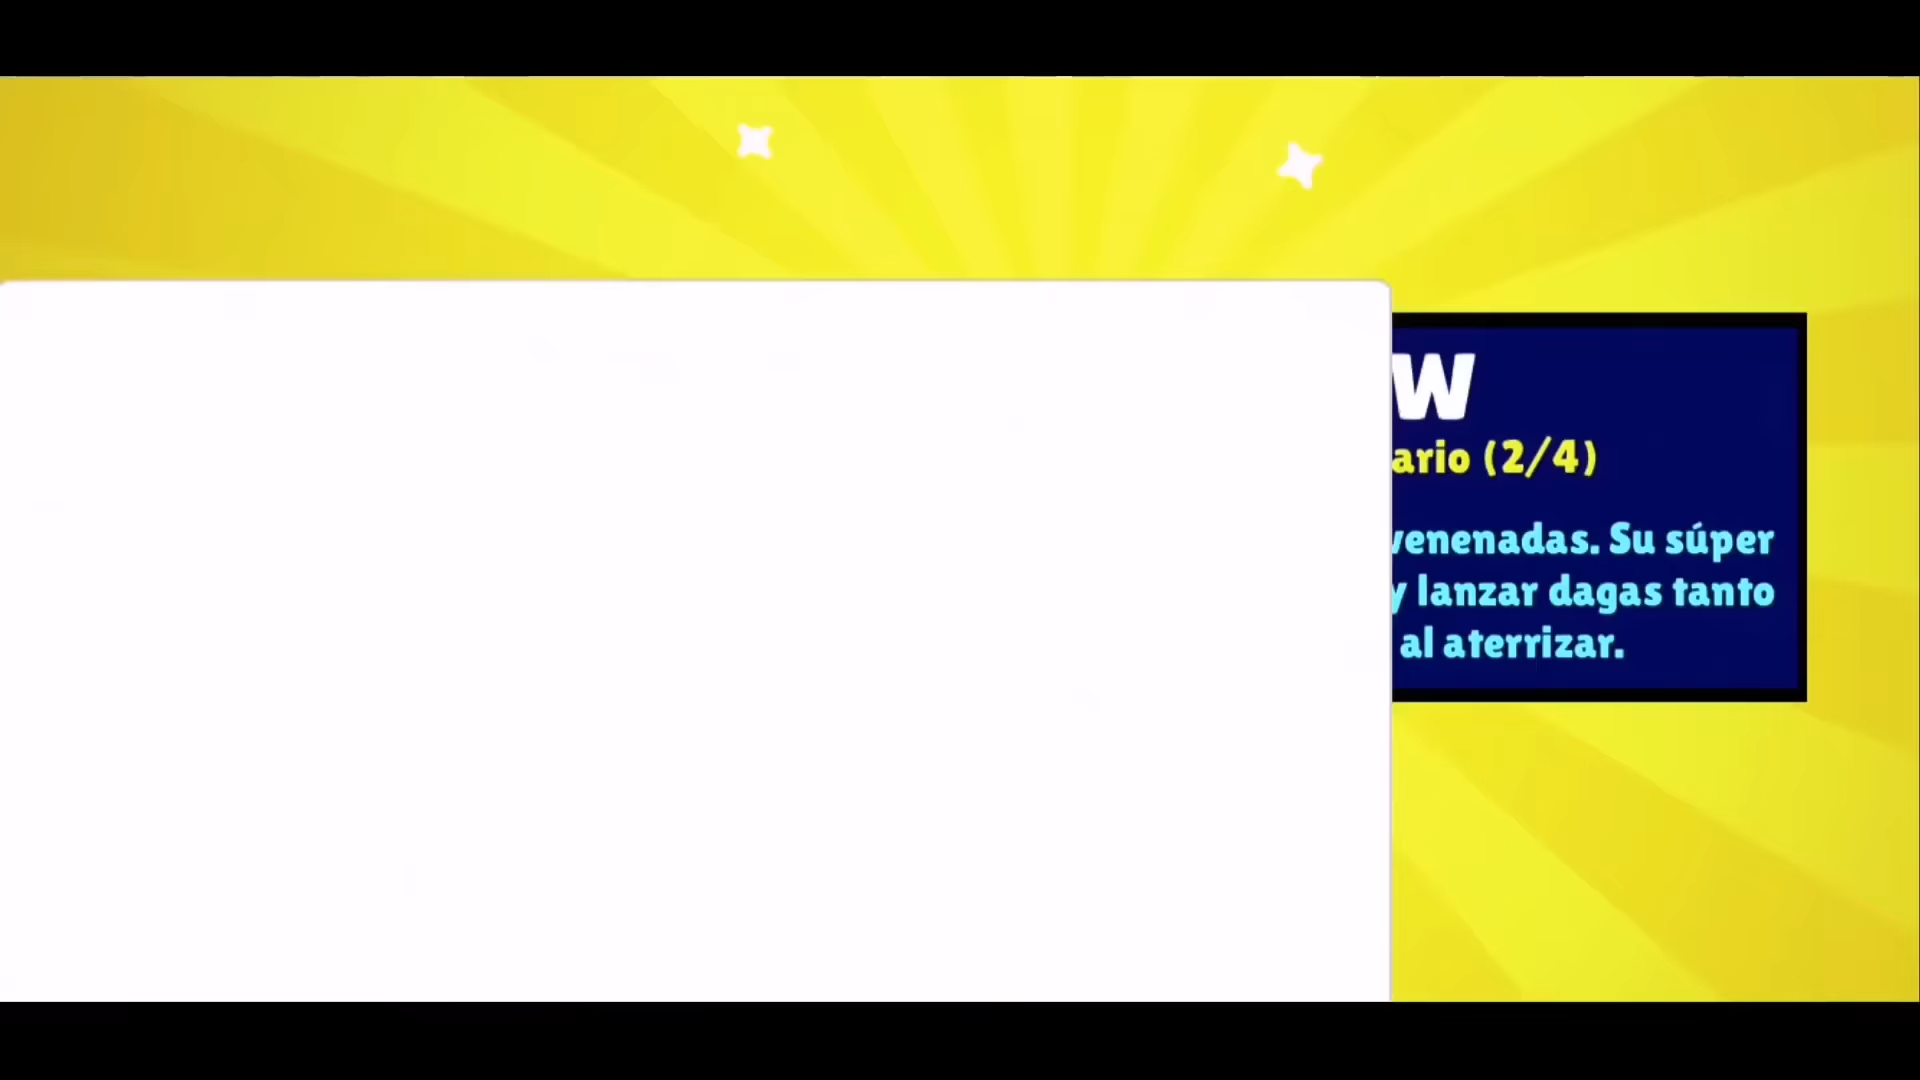 W
ario (2/4)
venenadas. Su súper
y lanzar dagas tanto
al aterrizar.